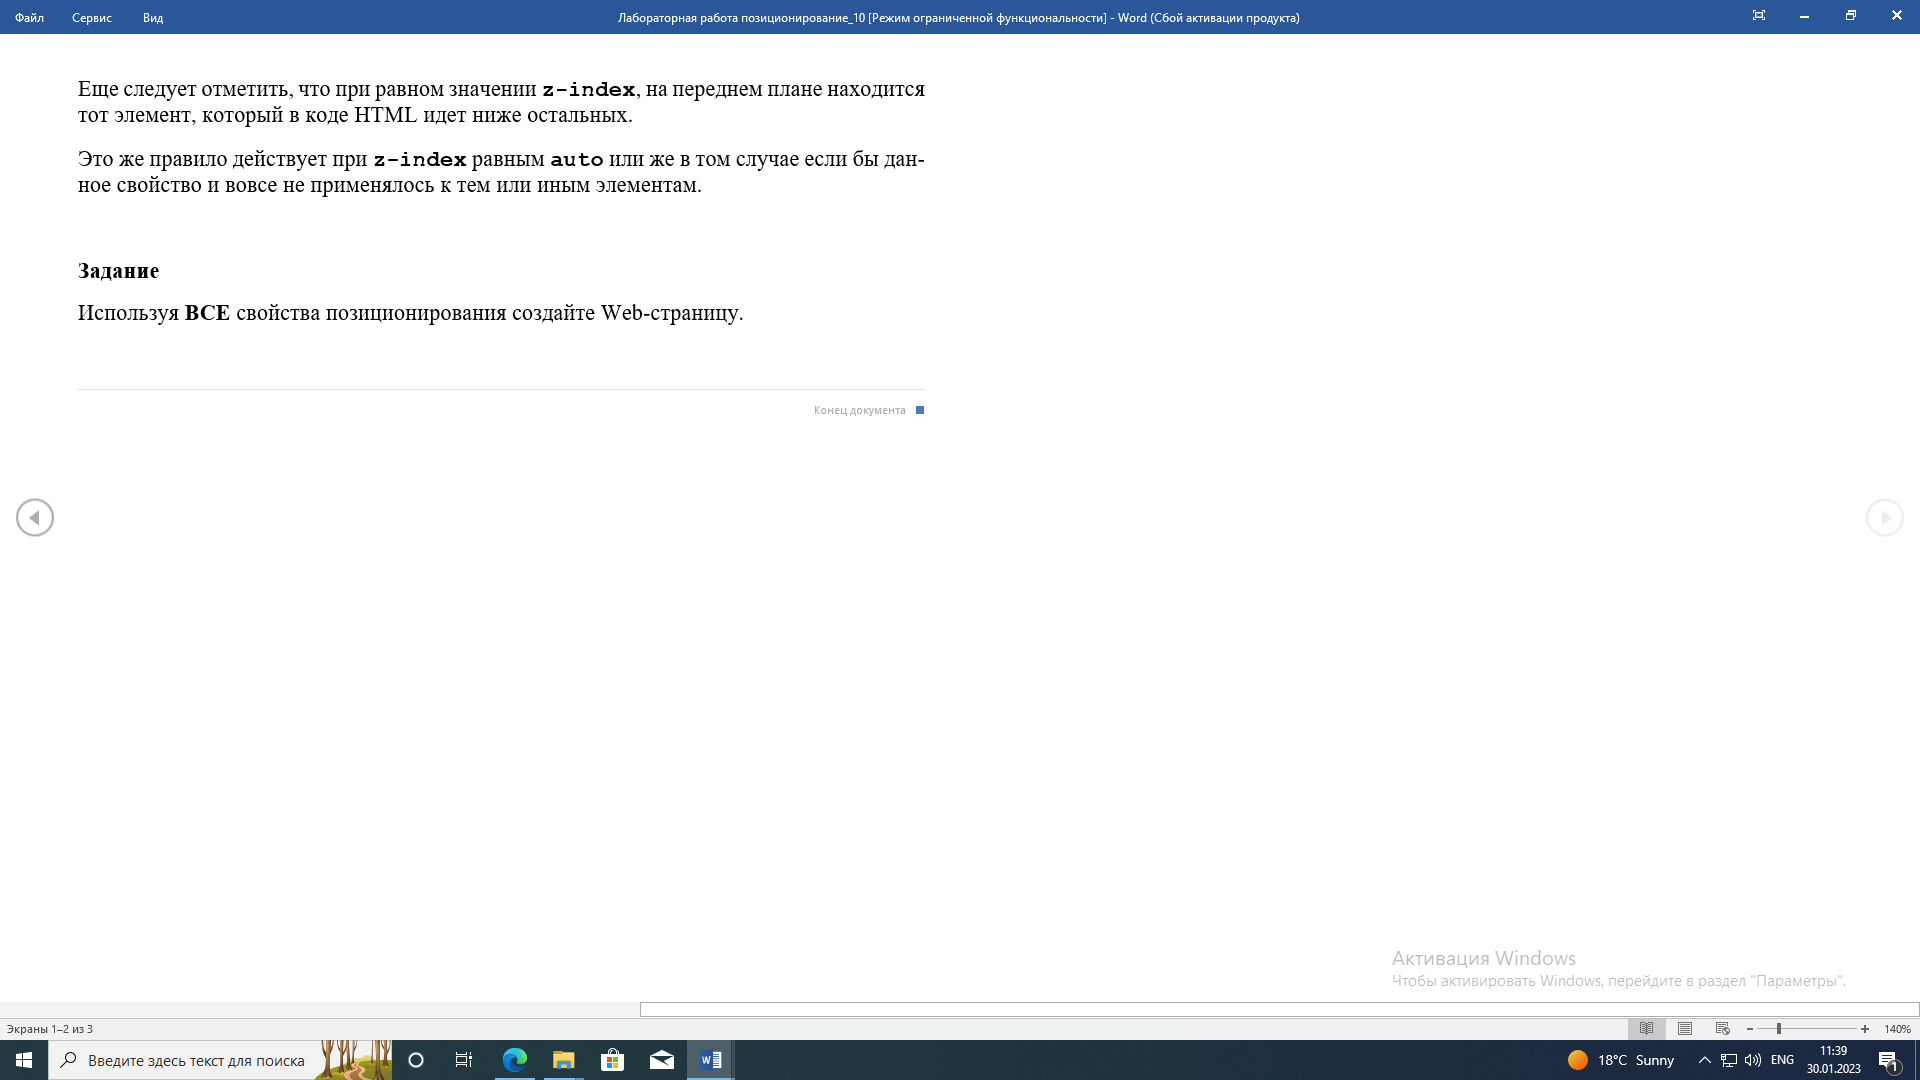 Файл Сервис Вид Лабораторная работа позиционирование_10 [Режим ограниченной функциональности] - Word (Сбой активации продукта)
Еще следует отметить, что при равном значении z-index, на переднем плане находится
тот элемент, который в коде HTML идет ниже остальных.
Это же правило действует при z-index равным auto или же в том случае если бы дан-
ное свойство и вовсе не применялось к тем или иным элементам.
Задание
Используя ВСЕ свойства позиционирования создайте Web-страницу.
Конец документа
Активация Windows
Чтобы активировать Windows, перейдите в раздел "Параметры".
Экраны 1–2 из 3 140%
Введите здесь текст для поиска 18°C Sunny ENG 11:39
30.01.2023 1